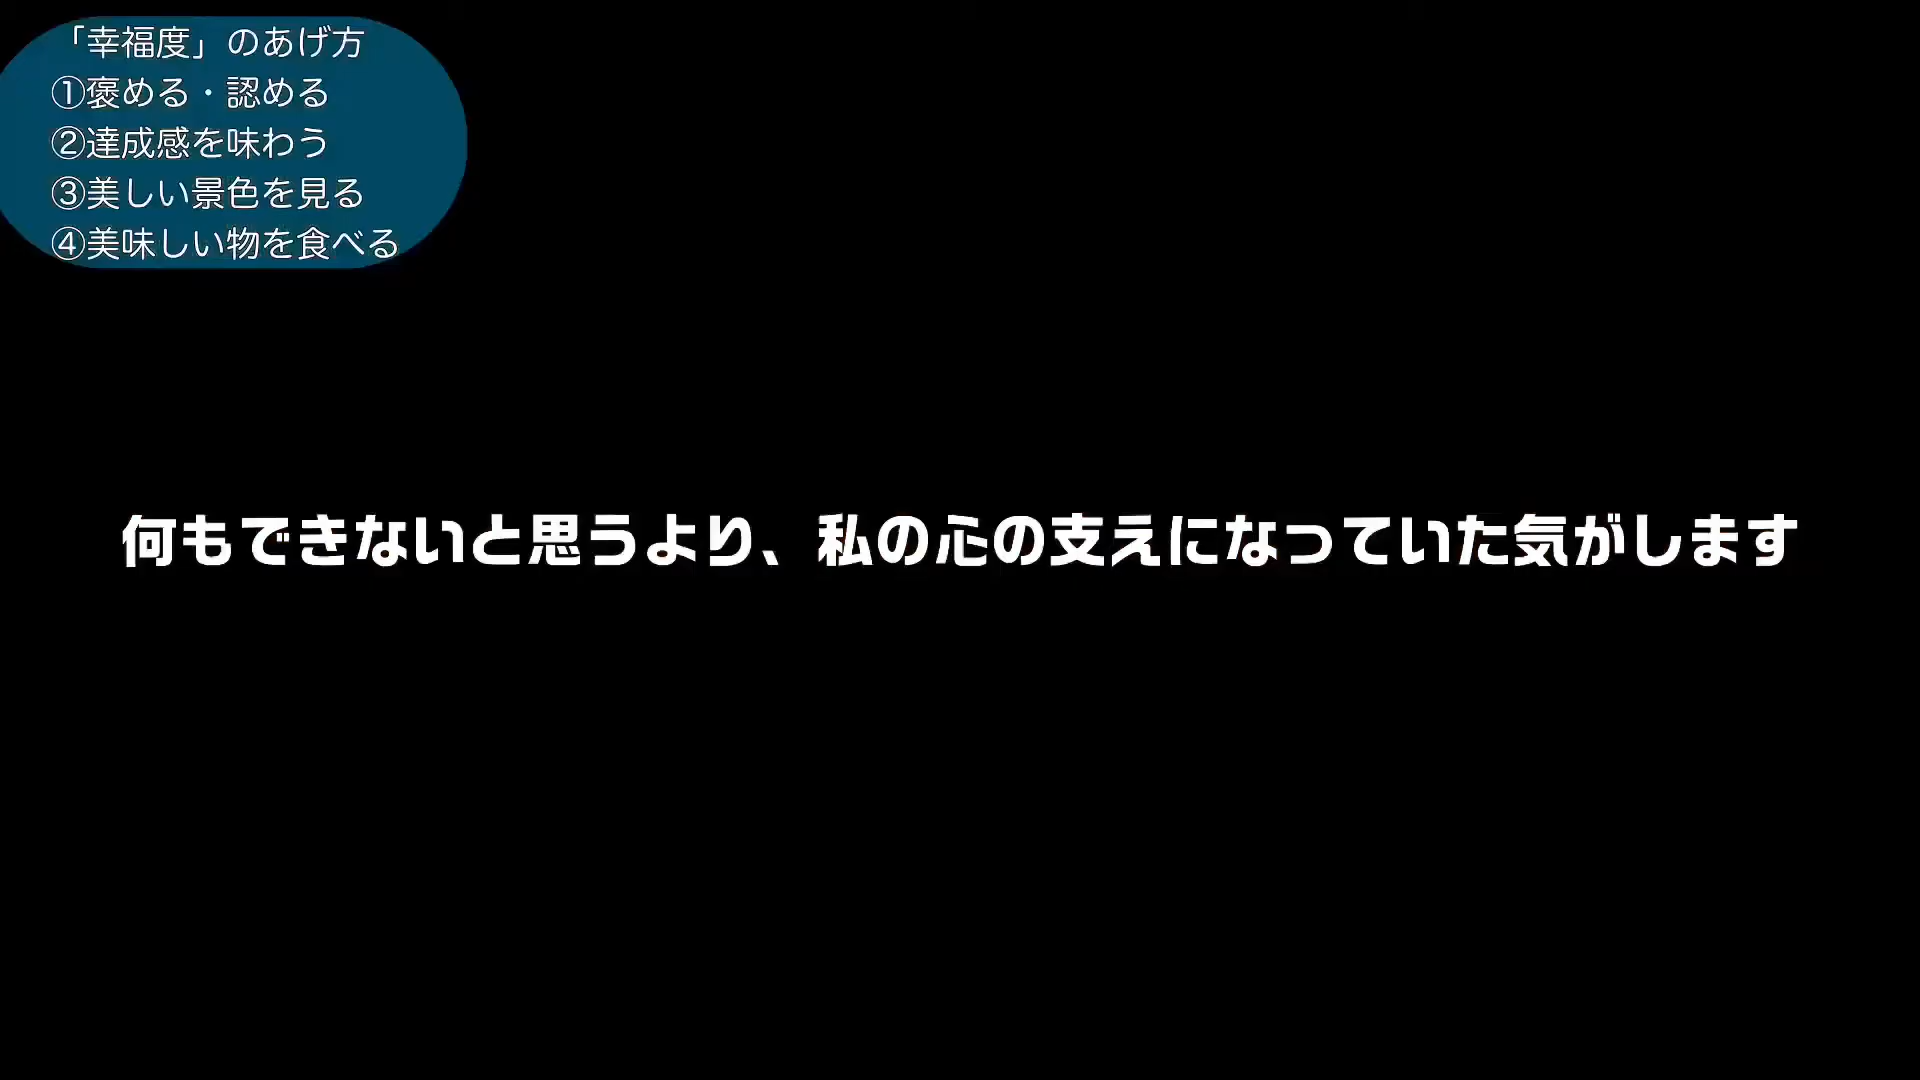 「幸福度」のあげ方
①褒める・認める
②達成感を味わう
③美しい景色を見る
④美味しい物を食べる
何もできないと思うより、私の心の支えになっていた気がします